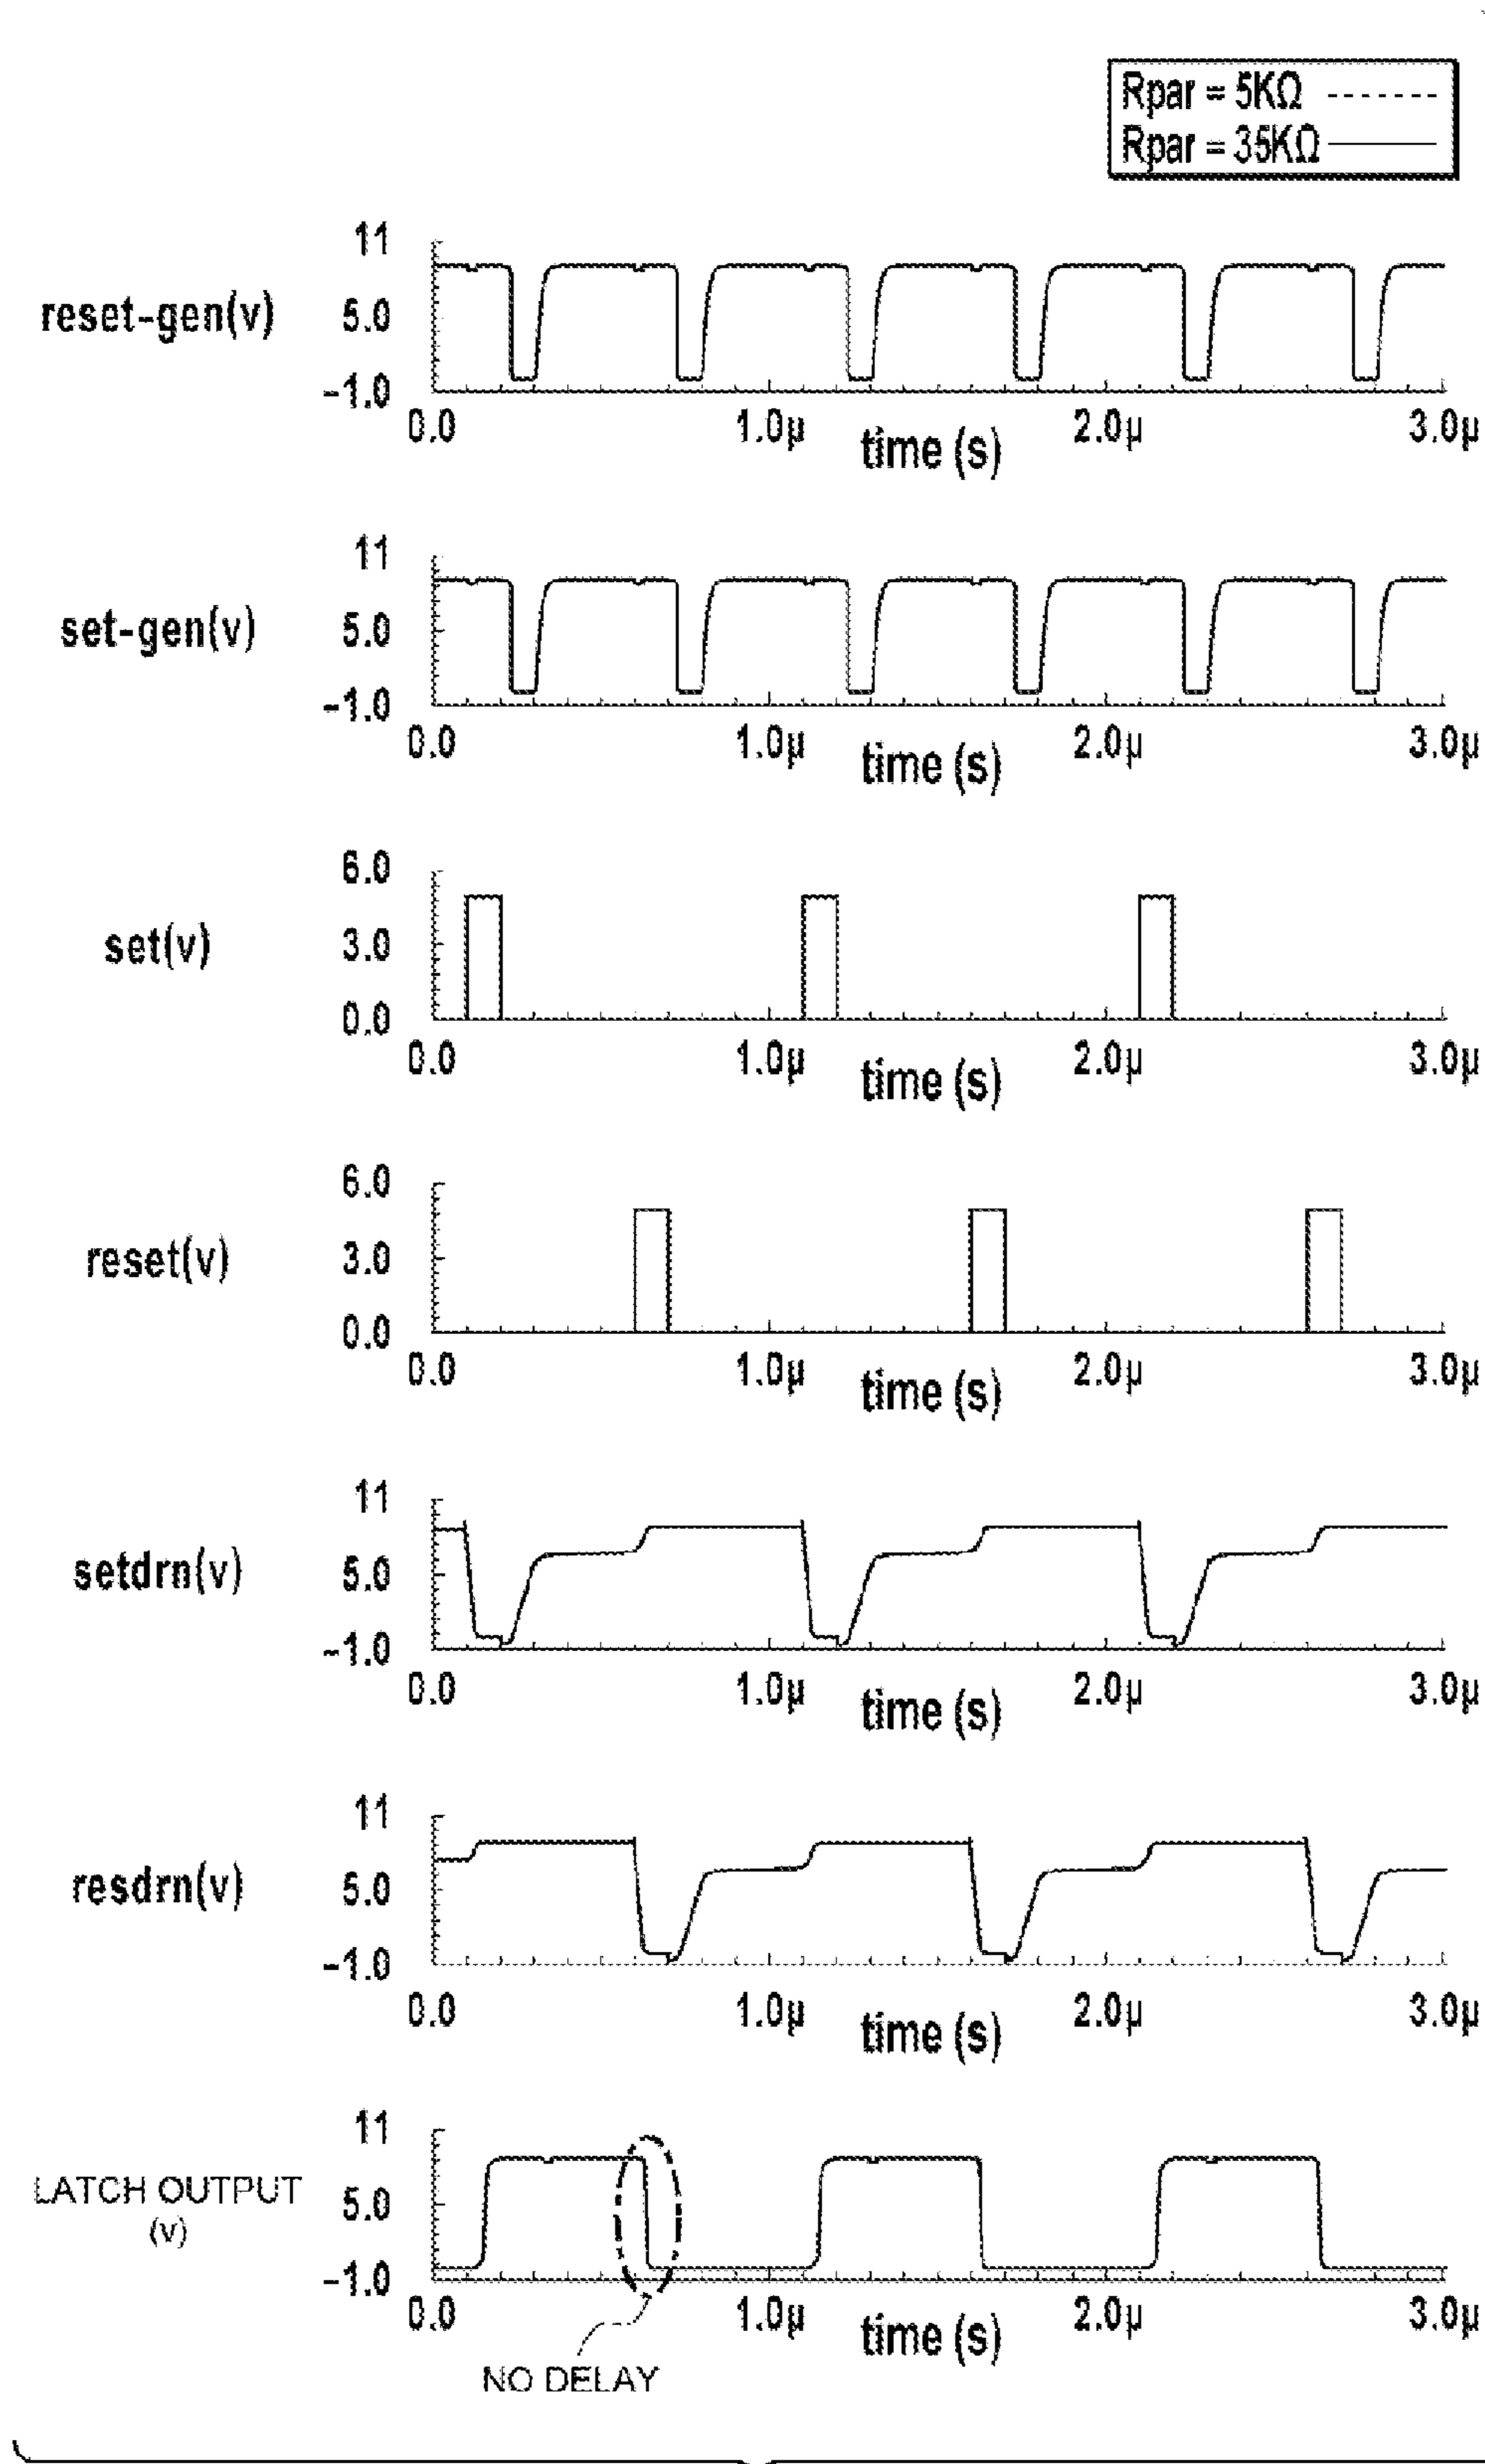 Rpar = 5KΩ
Rpar = 35KΩ
11
reset-gen(v)
5.0
-1.0
0.0 1.0µ 2.0µ 3.0µ
time (s)
11
set-gen(v)
5.0
-1.0
0.0 1.0µ 2.0µ 3.0µ
time (s)
6.0
set(v)
3.0
0.0
0.0 1.0µ 2.0µ 3.0µ
time (s)
6.0
reset(v)
3.0
0.0
0.0 1.0µ 2.0µ 3.0µ
time (s)
11
setdrn(v)
5.0
-1.0
0.0 1.0µ 2.0µ 3.0µ
time (s)
11
resdrn(v)
5.0
-1.0
0.0 1.0µ 2.0µ 3.0µ
time (s)
11
LATCH OUTPUT
5.0
(v)
-1.0
0.0 1.0µ 2.0µ 3.0µ
time (s)
NO DELAY